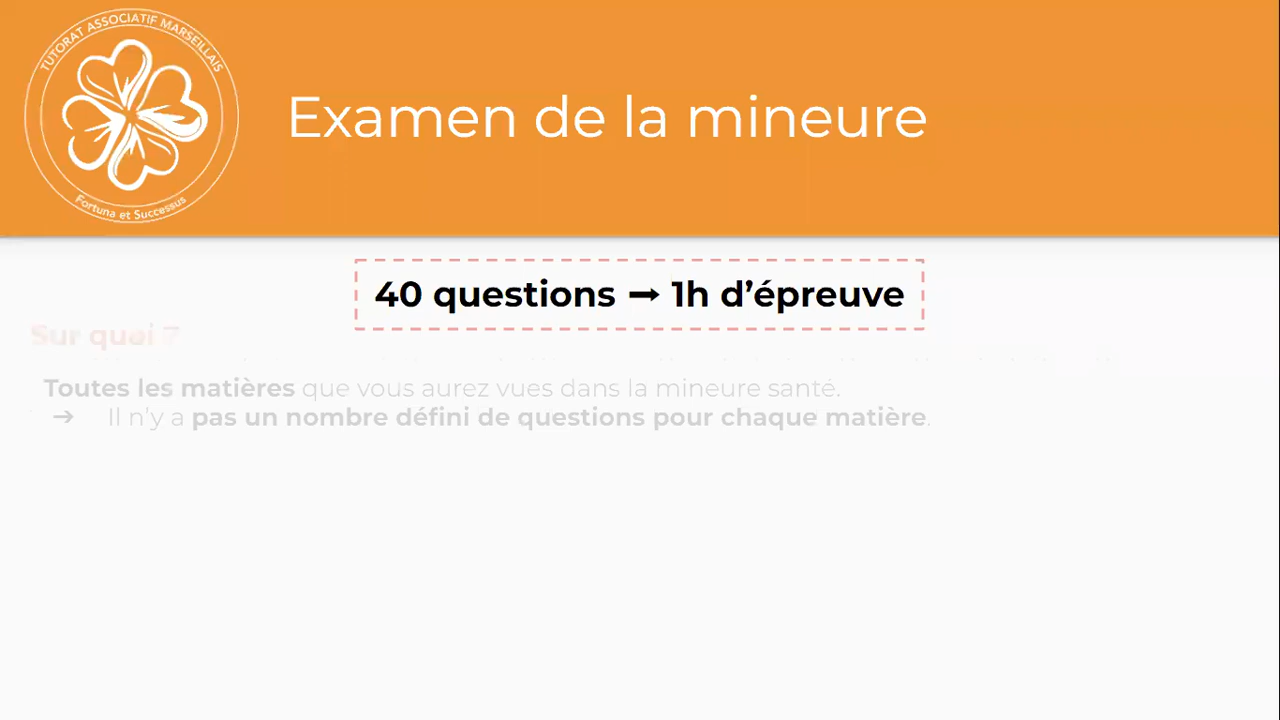 TUTORAT ASSOCIATIF MARSEILLAIS
Fortuna et Successus
Examen de la mineure
40 questions → 1h d'épreuve
Sur quoi ?
Toutes les matières que vous aurez vues dans la mineure santé.
➔ Il n'y a pas un nombre défini de questions pour chaque matière.